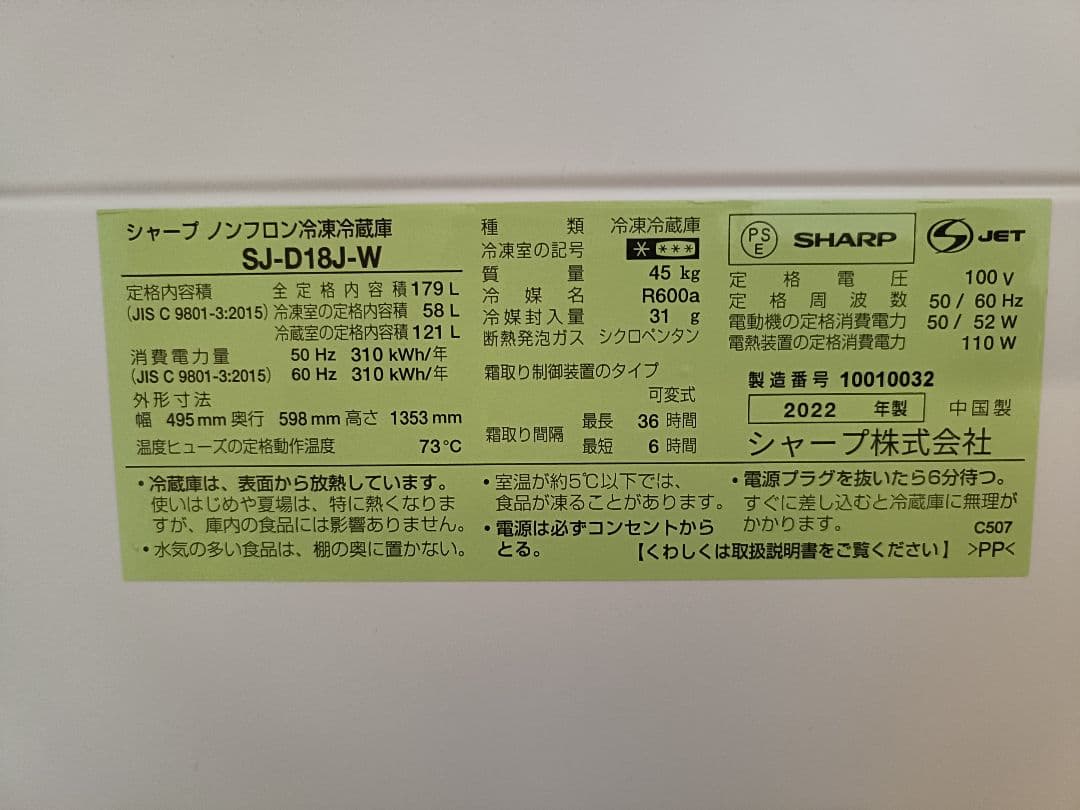 シャープ ノンフロン冷凍冷蔵庫
SJ-D18J-W
定格内容積 全定格内容積 179 L
(JIS C 9801-3:2015) 冷凍室の定格内容積 58 L
冷蔵室の定格内容積 121 L
消費電力量 50 Hz 310 kWh/年
(JIS C 9801-3:2015) 60 Hz 310 kWh/年
外形寸法
幅 495 mm 奥行 598 mm 高さ 1353 mm
温度ヒューズの定格動作温度 73℃
種類 冷凍冷蔵庫
冷凍室の記号 * ***
質量 45 kg
冷媒名 R600a
冷媒封入量 31 g
断熱発泡ガス シクロペンタン
霜取り制御装置のタイプ
可変式
霜取り間隔 最長 36 時間
最短 6 時間
PS
E
SHARP
JET
定格電圧 100 V
定格周波数 50 / 60 Hz
電動機の定格消費電力 50 / 52 W
電熱装置の定格消費電力 110 W
製造番号 10010032
2022 年製 中国製
シャープ株式会社
・冷蔵庫は、表面から放熱しています。
使いはじめや夏場は、特に熱くなりま
すが、庫内の食品には影響ありません。
・水気の多い食品は、棚の奥に置かない。
・室温が約5℃以下では、
食品が凍ることがあります。
・電源は必ずコンセントから
とる。
・電源プラグを抜いたら6分待つ。
すぐに差し込むと冷蔵庫に無理が
かかります。 C507
【くわしくは取扱説明書をご覧ください】 >PP<